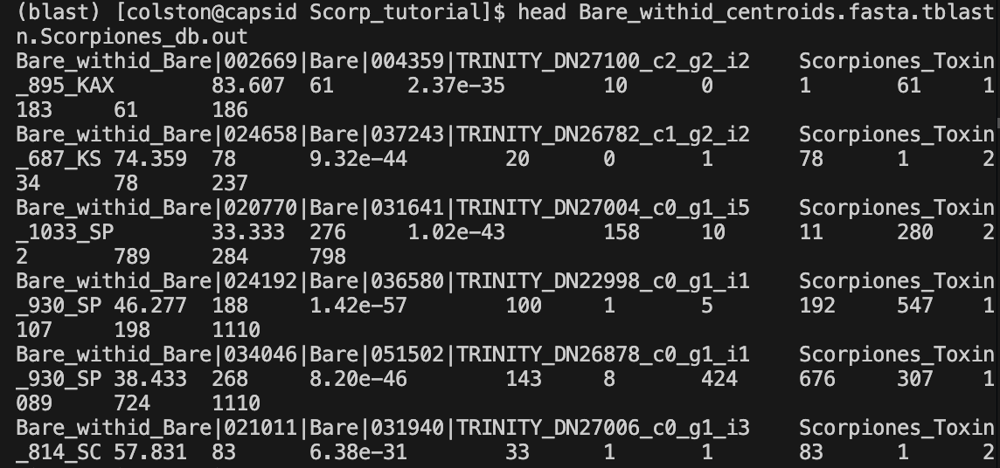 (blast) [colston@capsid Scorp_tutorial]$ head Bare_withid_centroids.fasta.tblast
n.Scorpiones_db.out
Bare_withid_Bare|002669|Bare|004359|TRINITY_DN27100_c2_g2_i2 Scorpiones_Toxin
_895_KAX 83.607 61 2.37e-35 10 0 1 61 1
183 61 186
Bare_withid_Bare|024658|Bare|037243|TRINITY_DN26782_c1_g2_i2 Scorpiones_Toxin
_687_KS 74.359 78 9.32e-44 20 0 1 78 1 2
34 78 237
Bare_withid_Bare|020770|Bare|031641|TRINITY_DN27004_c0_g1_i5 Scorpiones_Toxin
_1033_SP 33.333 276 1.02e-43 158 10 11 280 2
2 789 284 798
Bare_withid_Bare|024192|Bare|036580|TRINITY_DN22998_c0_g1_i1 Scorpiones_Toxin
_930_SP 46.277 188 1.42e-57 100 1 5 192 547 1
107 198 1110
Bare_withid_Bare|034046|Bare|051502|TRINITY_DN26878_c0_g1_i1 Scorpiones_Toxin
_930_SP 38.433 268 8.20e-46 143 8 424 676 307 1
089 724 1110
Bare_withid_Bare|021011|Bare|031940|TRINITY_DN27006_c0_g1_i3 Scorpiones_Toxin
_814_SC 57.831 83 6.38e-31 33 1 1 83 1 2